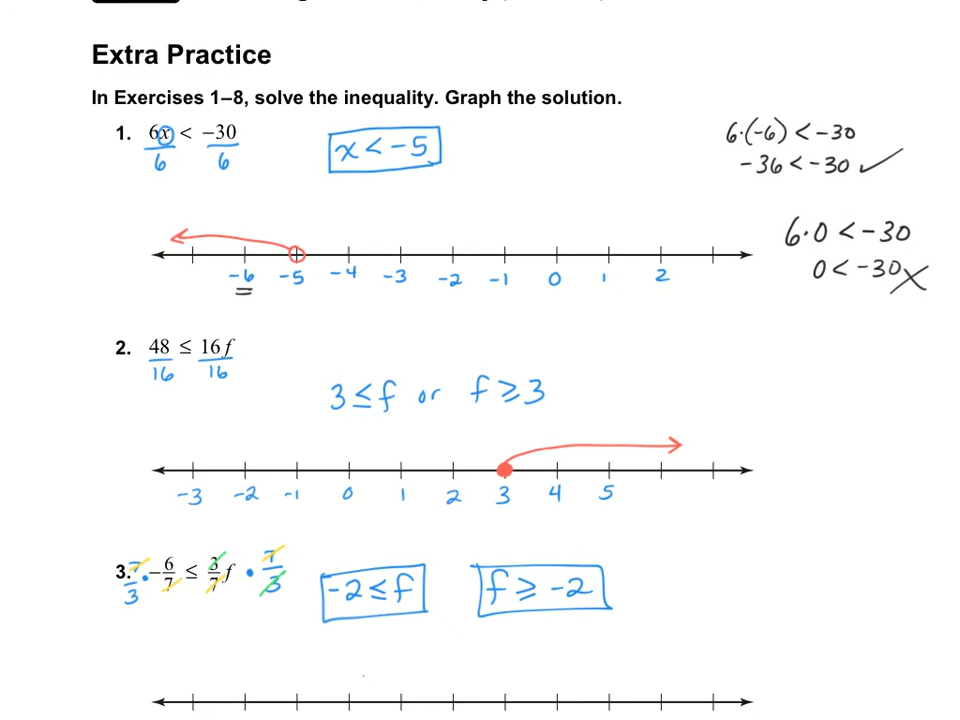 Extra Practice
In Exercises 1–8, solve the inequality. Graph the solution.
1. 6x < −30
6 6
x < −5
6·(−6) < −30
−36 < −30 ✓
6·0 < −30
0 < −30 X
−6 −5 −4 −3 −2 −1 0 1 2
2. 48 ≤ 16f
16 16
3 ≤ f or f ≥ 3
−3 −2 −1 0 1 2 3 4 5
3. 7/3 · −6/7 ≤ 3/7 f · 7/3
−2 ≤ f f ≥ −2